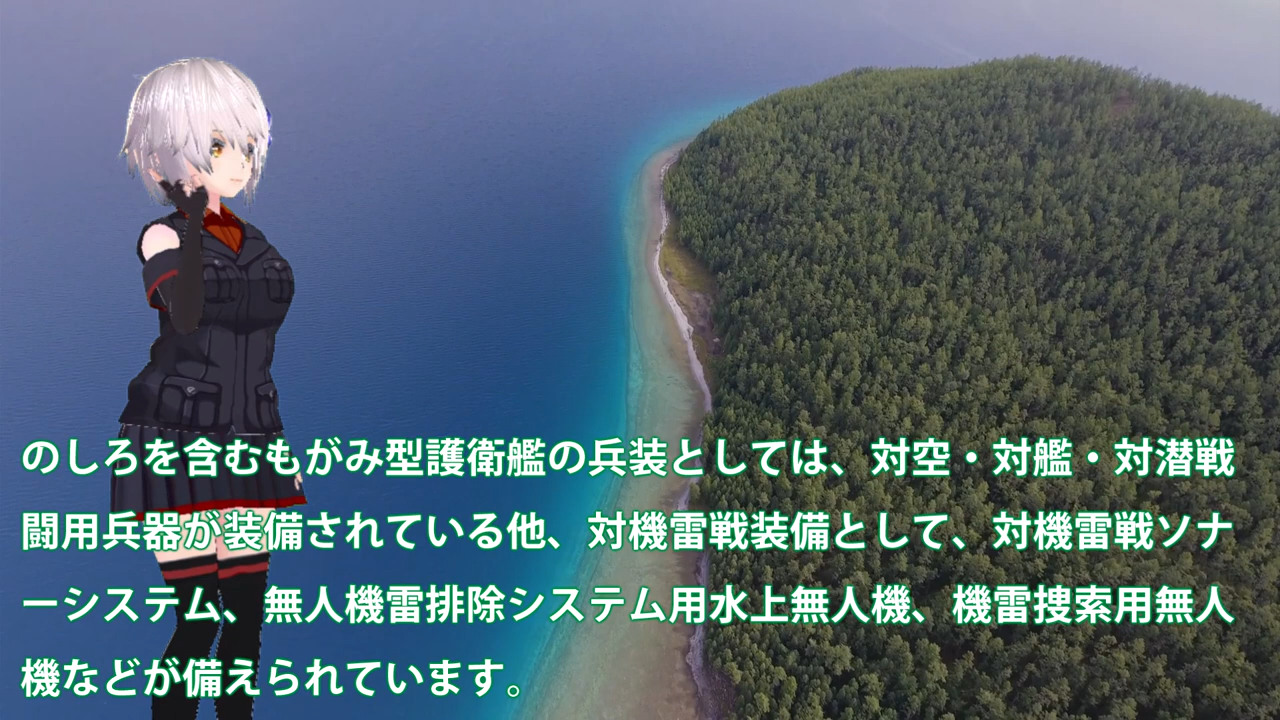 のしろを含むもがみ型護衛艦の兵装としては、対空・対艦・対潜戦
闘用兵器が装備されている他、対機雷戦装備として、対機雷戦ソナ
ーシステム、 無人機雷排除システム用水上無人機、機雷捜索用無人
機などが備えられています。